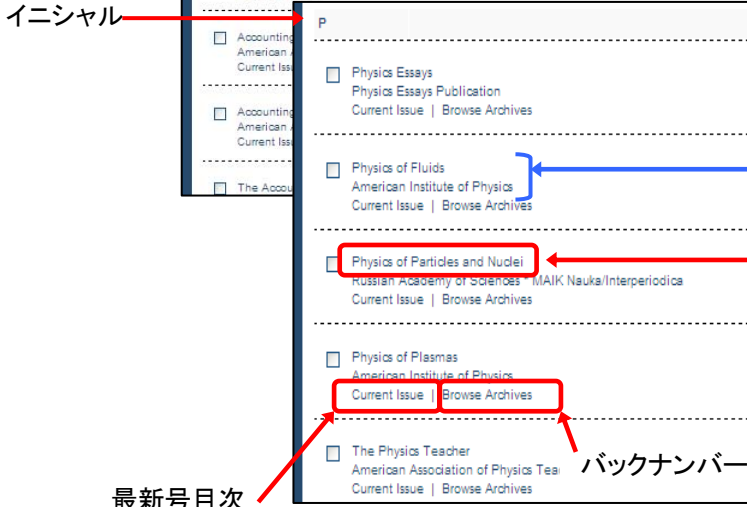 イニシャル
Accounting
American
Current
Accounting
American
Current
The
P
Physics Essays
Physics Essays Publication
Current Issue | Browse Archives
Physics of Fluids
American Institute of Physics
Current Issue | Browse Archives
Physics of Particles and Nuclei
Russian Academy of Sciences * MAIK Nauka/Interperiodica
Current Issue | Browse Archives
Physics of Plasmas
American Institute of Physics
Current Issue | Browse Archives
The Physics Teacher
American Association of Physics
Current Issue | Browse Archives
バックナンバー
最新号目次